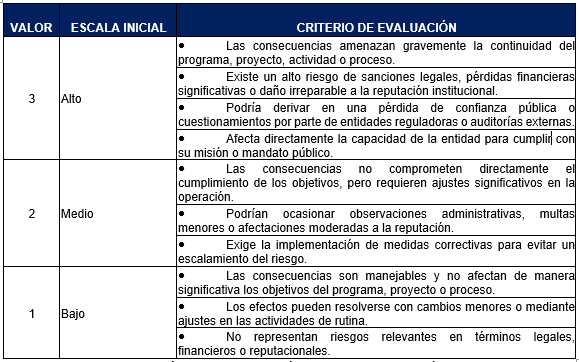 VALOR ESCALA INICIAL CRITERIO DE EVALUACIÓN
3 Alto
● Las consecuencias amenazan gravemente la continuidad del
programa, proyecto, actividad o proceso.
● Existe un alto riesgo de sanciones legales, pérdidas financieras
significativas o daño irreparable a la reputación institucional.
● Podría derivar en una pérdida de confianza pública o
cuestionamientos por parte de entidades reguladoras o auditorías externas.
● Afecta directamente la capacidad de la entidad para cumplir con
su misión o mandato público.
2 Medio
● Las consecuencias no comprometen directamente el
cumplimiento de los objetivos, pero requieren ajustes significativos en la
operación.
● Podrían ocasionar observaciones administrativas, multas
menores o afectaciones moderadas a la reputación.
● Exige la implementación de medidas correctivas para evitar un
escalamiento del riesgo.
1 Bajo
● Las consecuencias son manejables y no afectan de manera
significativa los objetivos del programa, proyecto o proceso.
● Los efectos pueden resolverse con cambios menores o mediante
ajustes en las actividades de rutina.
● No representan riesgos relevantes en términos legales,
financieros o reputacionales.